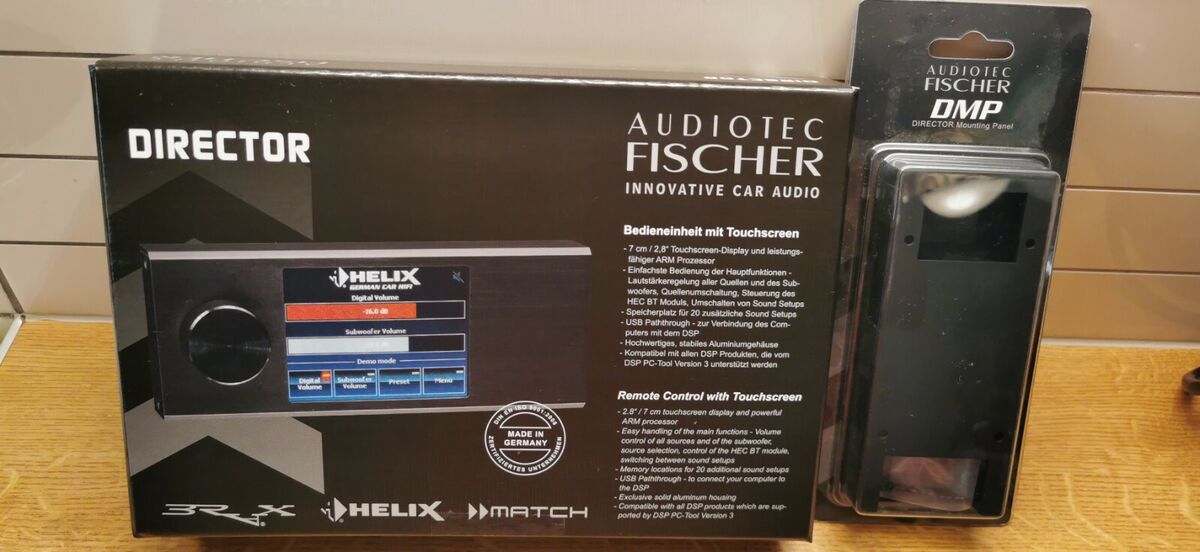 DIRECTOR
AUDIOTEC
FISCHER
INNOVATIVE CAR AUDIO
Bedieneinheit mit Touchscreen
- 7 cm / 2,8" Touchscreen-Display und leistungs-
fähiger ARM Prozessor
- Einfachste Bedienung der Hauptfunktionen -
Lautstärkeregelung aller Quellen und des Sub-
woofers, Quellenumschaltung, Steuerung des
HEC BT Moduls, Umschalten von Sound Setups
- Speicherplatz für 20 zusätzliche Sound Setups
- USB Paththrough - zur Verbindung des Com-
puters mit dem DSP
- Hochwertiges, stabiles Aluminiumgehäuse
- Kompatibel mit allen DSP Produkten, die vom
DSP PC-Tool Version 3 unterstützt werden
Remote Control with Touchscreen
- 2.8" / 7 cm touchscreen display and powerful
ARM processor
- Easy handling of the main functions - Volume
control of all sources and of the subwoofer,
source selection, control of the HEC BT module,
switching between sound setups
- Memory locations for 20 additional sound setups
- USB Paththrough - to connect your computer to
the DSP
- Exclusive solid aluminum housing
- Compatible with all DSP products which are sup-
ported by DSP PC-Tool Version 3
HELIX
GERMAN CAR HIFI
Digital Volume
-16.0 dB
Subwoofer Volume
Demo mode
Digital Volume
Subwoofer Volume
Preset
Menu
DIN EN ISO 9001:2008
MADE IN
GERMANY
ZERTIFIZIERTES UNTERNEHMEN
BRAX
HELIX
MATCH
AUDIOTEC
FISCHER
DMP
DIRECTOR Mounting Panel